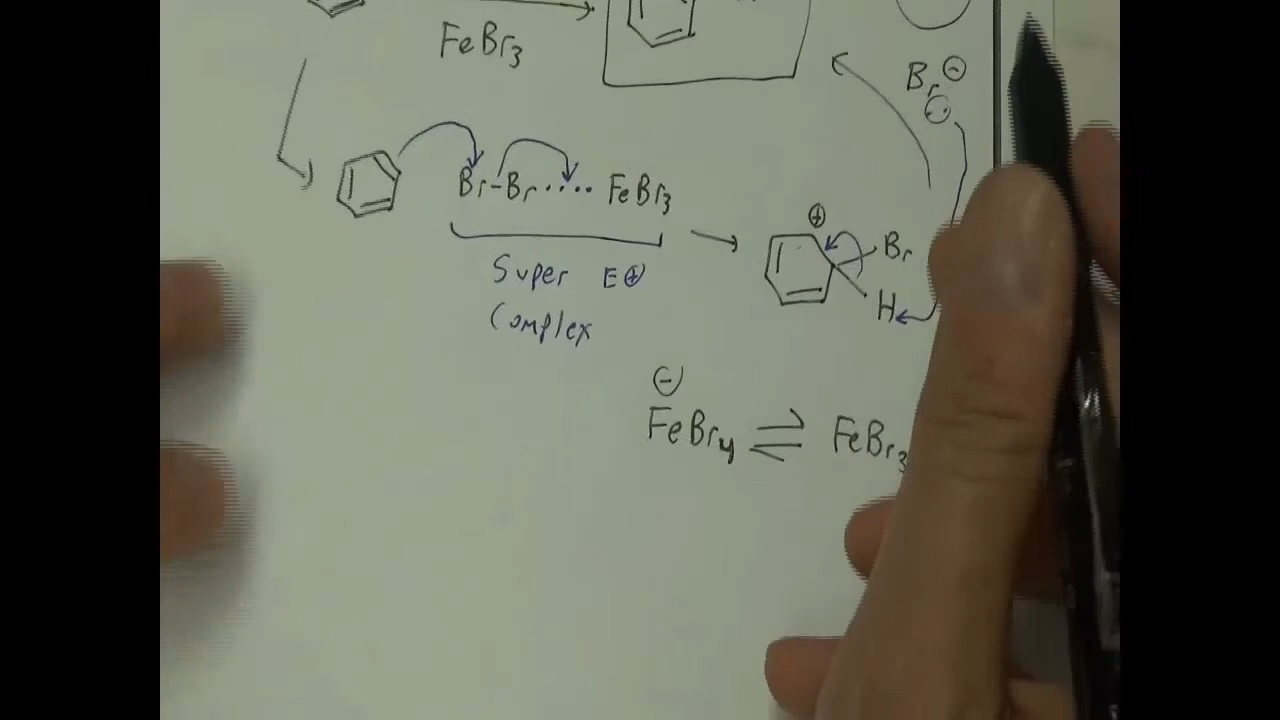 FeBr3
Br⊖
Br-Br····· FeBr3
⊕
Br
Super E⊕
H
Complex
⊖
FeBr4 ⇌ FeBr3